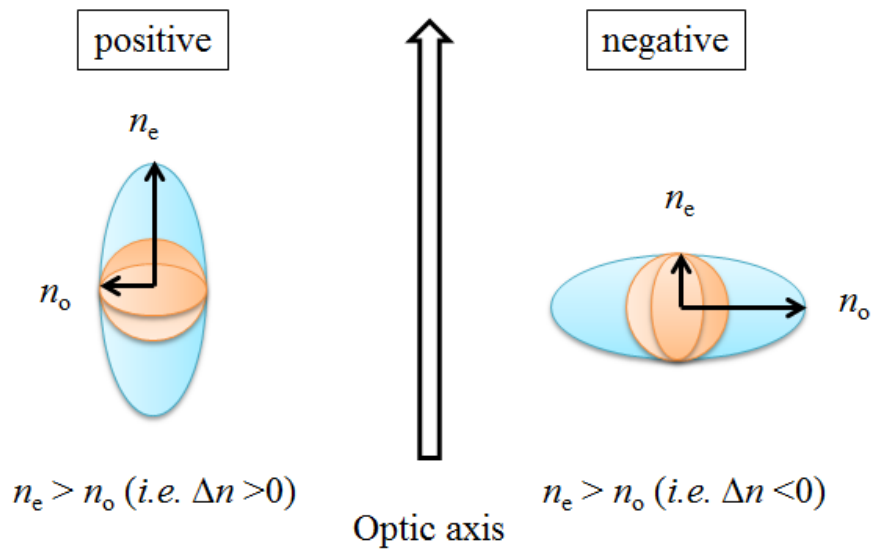 positive
negative
nₑ
nₒ
nₑ
nₒ
nₑ > nₒ (i.e. Δn >0)
nₑ > nₒ (i.e. Δn <0)
Optic axis